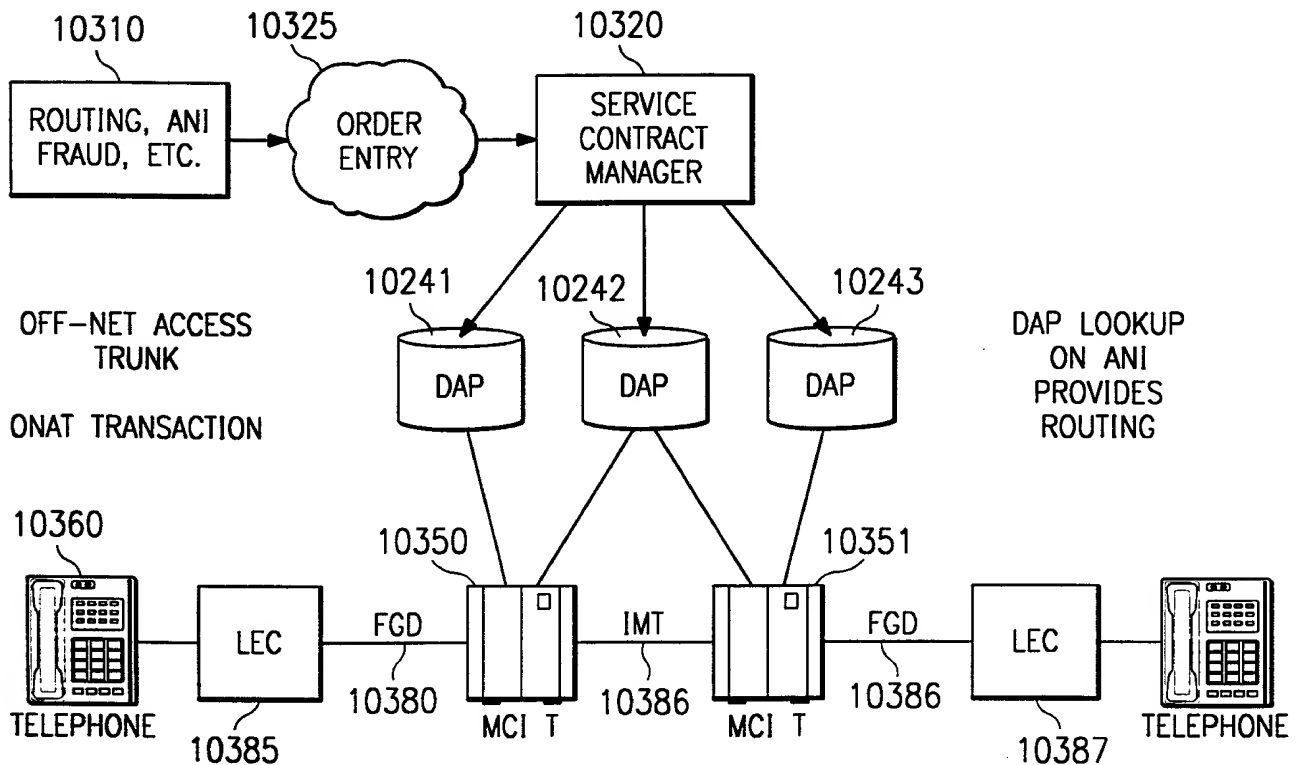 10310
10325
10320
ROUTING, ANI
FRAUD, ETC.
ORDER
ENTRY
SERVICE
CONTRACT
MANAGER
10241
10242
10243
OFF-NET ACCESS
TRUNK
ONAT TRANSACTION
DAP
DAP
DAP
DAP LOOKUP
ON ANI
PROVIDES
ROUTING
10360
10350
10351
LEC
FGD
IMT
FGD
LEC
10380
10386
10386
TELEPHONE
MCI T
MCI T
TELEPHONE
10385
10387